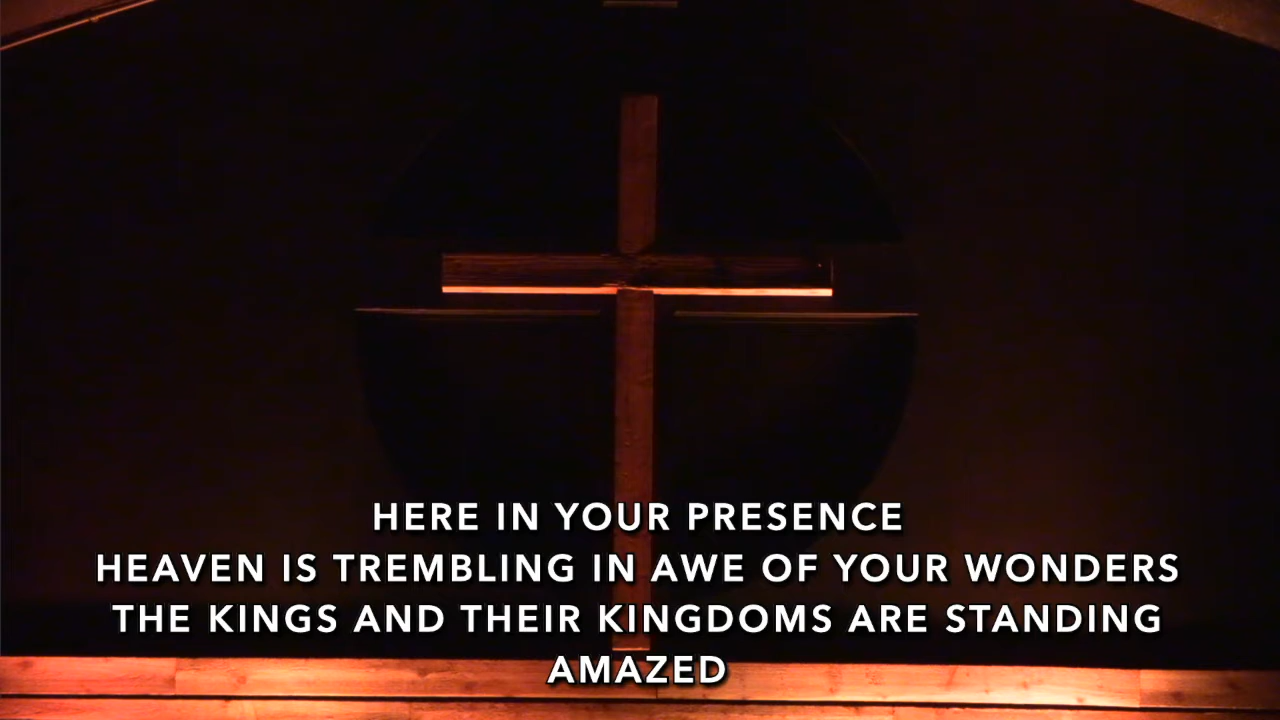 HERE IN YOUR PRESENCE
HEAVEN IS TREMBLING IN AWE OF YOUR WONDERS
THE KINGS AND THEIR KINGDOMS ARE STANDING
AMAZED